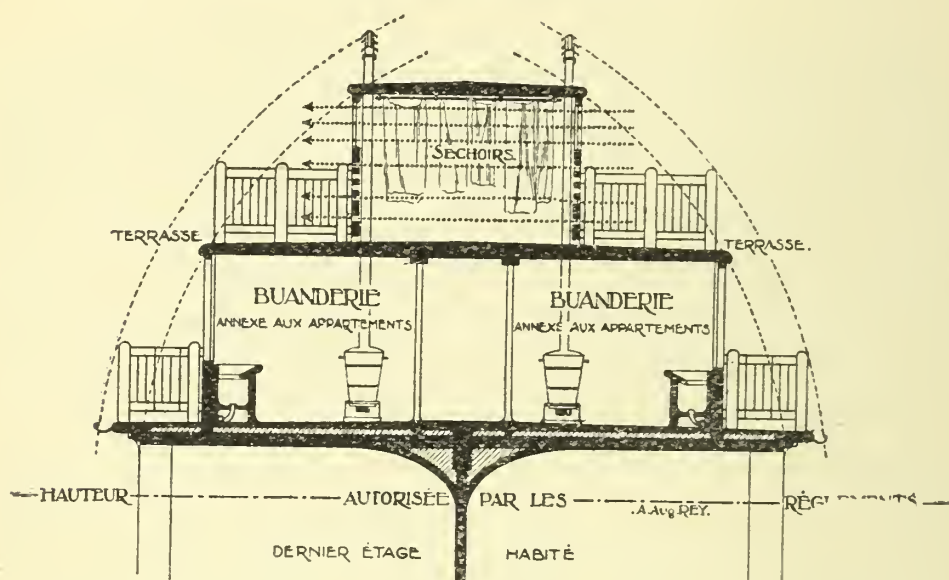 SECHOIRS
TERRASSE
TERRASSE.
BUANDERIE
ANNEXE AUX APPARTEMENTS
BUANDERIE
ANNEXE AUX APPARTEMENTS
HAUTEUR AUTORISÉE PAR LES RÉGLEMENTS
A. Aug REY.
DERNIER ÉTAGE HABITÉ